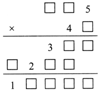 □ □ 5
× 4 □
3 □ □
□ 2 □ □
1 □ □ □ □